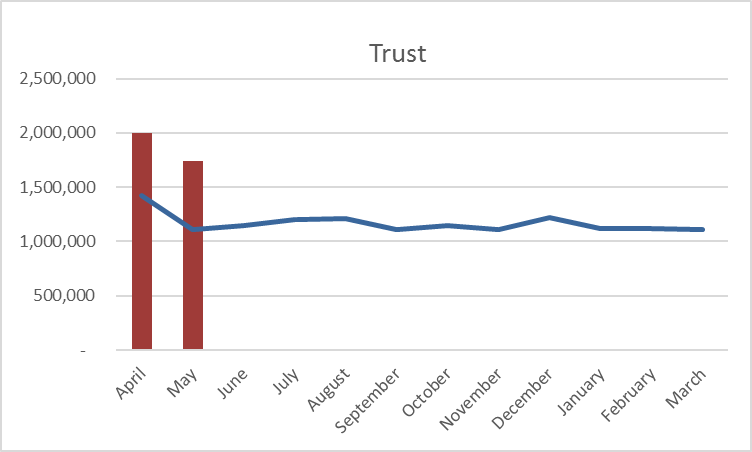 Trust
2,500,000
2,000,000
1,500,000
1,000,000
500,000
-
April
May
June
July
August
September
October
November
December
January
February
March